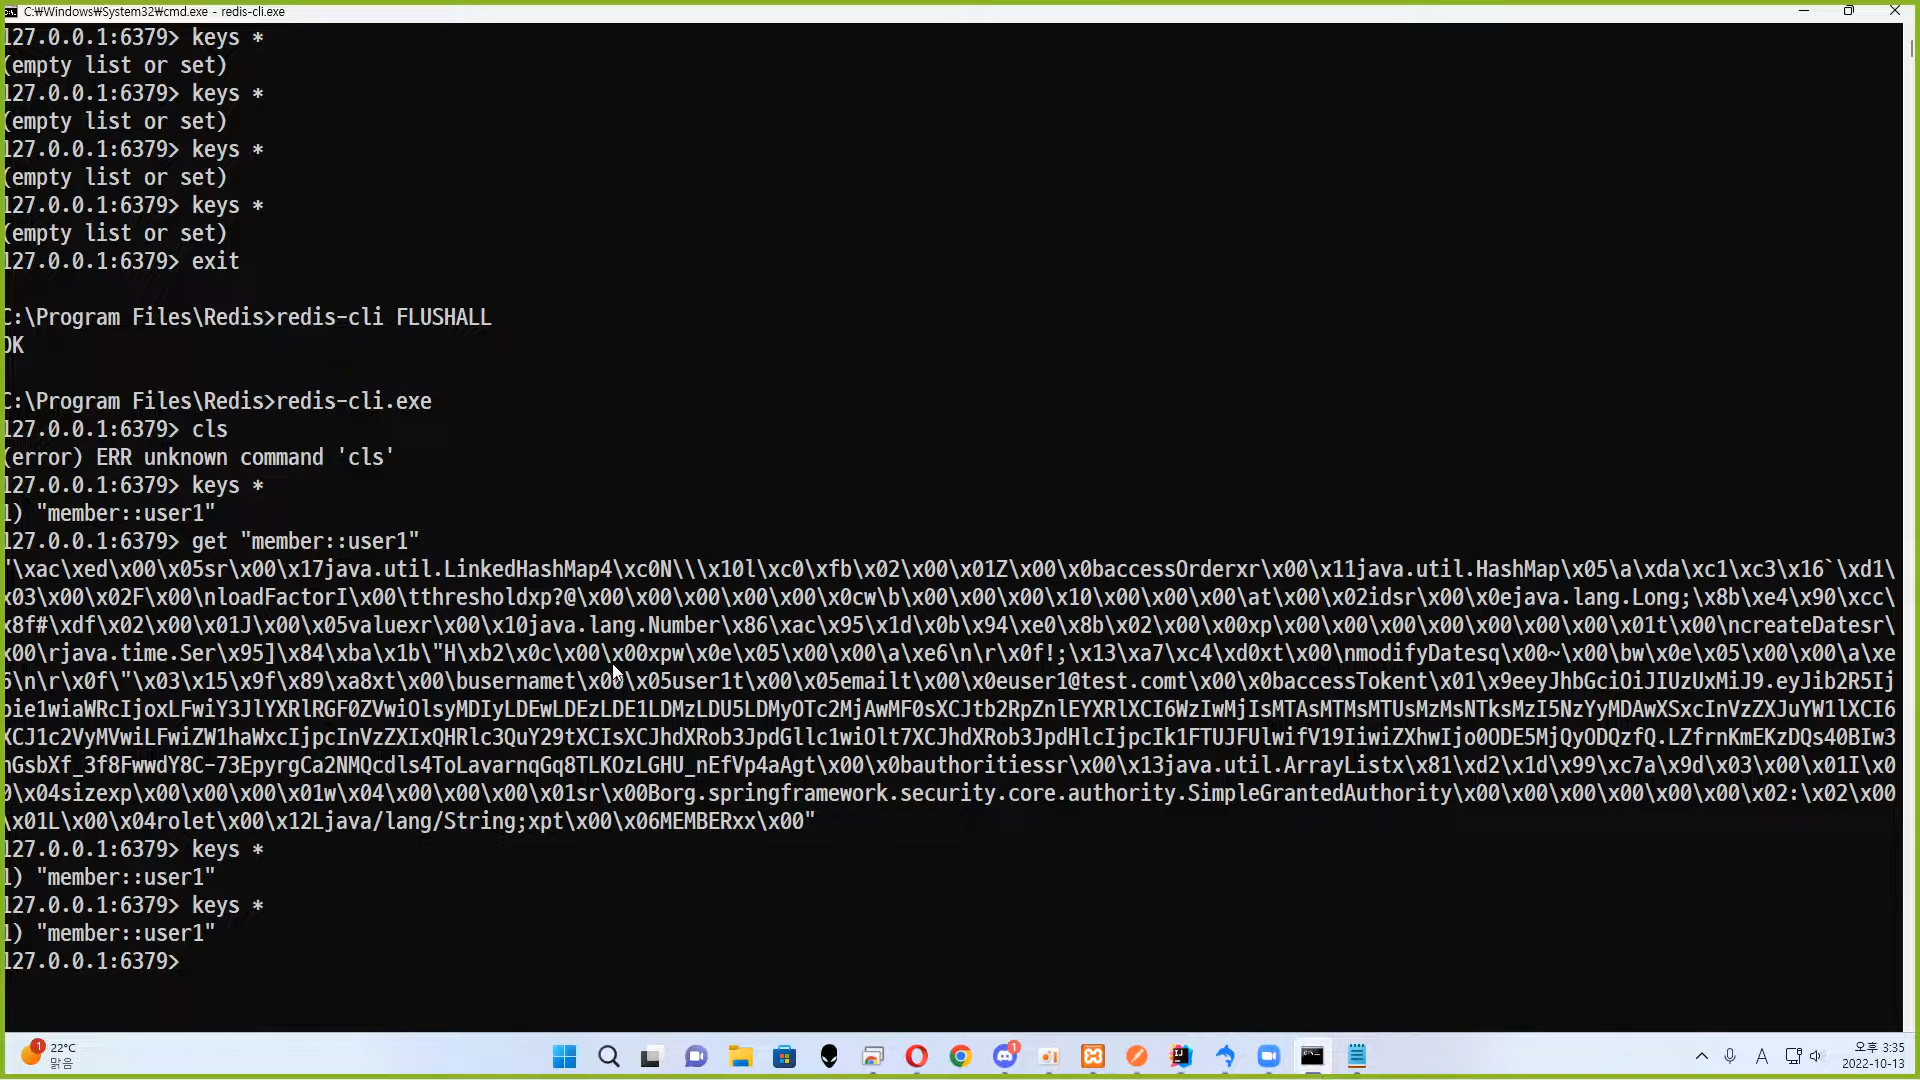 C:₩Windows₩System32₩cmd.exe - redis-cli.exe
127.0.0.1:6379> keys *
(empty list or set)
127.0.0.1:6379> keys *
(empty list or set)
127.0.0.1:6379> keys *
(empty list or set)
127.0.0.1:6379> keys *
(empty list or set)
127.0.0.1:6379> exit
C:\Program Files\Redis>redis-cli FLUSHALL
OK
C:\Program Files\Redis>redis-cli.exe
127.0.0.1:6379> cls
(error) ERR unknown command 'cls'
127.0.0.1:6379> keys *
1) "member::user1"
127.0.0.1:6379> get "member::user1"
"\xac\xed\x00\x05sr\x00\x17java.util.LinkedHashMap4\xc0N\\\x10l\xc0\xfb\x02\x00\x01Z\x00\x0baccessOrderxr\x00\x11java.util.HashMap\x05\a\xda\xc1\xc3\x16`\xd1\
x03\x00\x02F\x00\nloadFactorI\x00\tthresholdxp?@\x00\x00\x00\x00\x00\x0cw\b\x00\x00\x00\x10\x00\x00\x00\at\x00\x02idsr\x00\x0ejava.lang.Long;\x8b\xe4\x90\xcc\
x8f#\xdf\x02\x00\x01J\x00\x05valuexr\x00\x10java.lang.Number\x86\xac\x95\x1d\x0b\x94\xe0\x8b\x02\x00\x00xp\x00\x00\x00\x00\x00\x00\x00\x01t\x00\ncreateDatesr\
x00\rjava.time.Ser\x95]\x84\xba\x1b\"H\xb2\x0c\x00\x00xpw\x0e\x05\x00\x00\a\xe6\n\r\x0f!;\x13\xa7\xc4\xd0xt\x00\nmodifyDatesq\x00~\x00\bw\x0e\x05\x00\x00\a\xe
6\n\r\x0f\"\x03\x15\x9f\x89\xa8xt\x00\busernamet\x00\x05user1t\x00\x05emailt\x00\x0euser1@test.comt\x00\x0baccessTokent\x01\x9eeyJhbGciOiJIUzUxMiJ9.eyJib2R5Ij
oie1wiaWRcIjoxLFwiY3JlYXRlRGF0ZVwiOlsyMDIyLDEwLDEzLDE1LDMzLDU5LDMyOTc2MjAwMF0sXCJtb2RpZnlEYXRlXCI6WzIwMjIsMTAsMTMsMTUsMzMsNTksMzI5NzYyMDAwXSxcInVzZXJuYW1lXCI6
XCJ1c2VyMVwiLFwiZW1haWxcIjpcInVzZXIxQHRlc3QuY29tXCIsXCJhdXRob3JpdGllc1wiOlt7XCJhdXRob3JpdHlcIjpcIk1FTUJFUlwifV19IiwiZXhwIjo0ODE5MjQyODQzfQ.LZfrnKmEKzDQs40BIw3
nGsbXf_3f8FwwdY8C-73EpyrgCa2NMQcdls4ToLavarnqGq8TLKOzLGHU_nEfVp4aAgt\x00\x0bauthoritiessr\x00\x13java.util.ArrayListx\x81\xd2\x1d\x99\xc7a\x9d\x03\x00\x01I\x0
0\x04sizexp\x00\x00\x00\x01w\x04\x00\x00\x00\x01sr\x00Borg.springframework.security.core.authority.SimpleGrantedAuthority\x00\x00\x00\x00\x00\x00\x02:\x02\x00
\x01L\x00\x04rolet\x00\x12Ljava/lang/String;xpt\x00\x06MEMBERxx\x00"
127.0.0.1:6379> keys *
1) "member::user1"
127.0.0.1:6379> keys *
1) "member::user1"
127.0.0.1:6379>
1
22°C
맑음
1
A
오후 3:35
2022-10-13